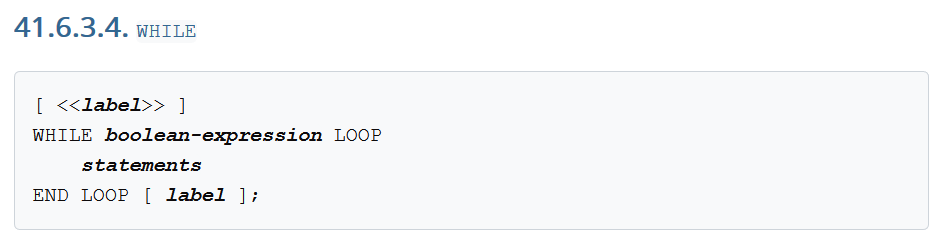 41.6.3.4. WHILE
[ <<label>> ]
WHILE boolean-expression LOOP
    statements
END LOOP [ label ];